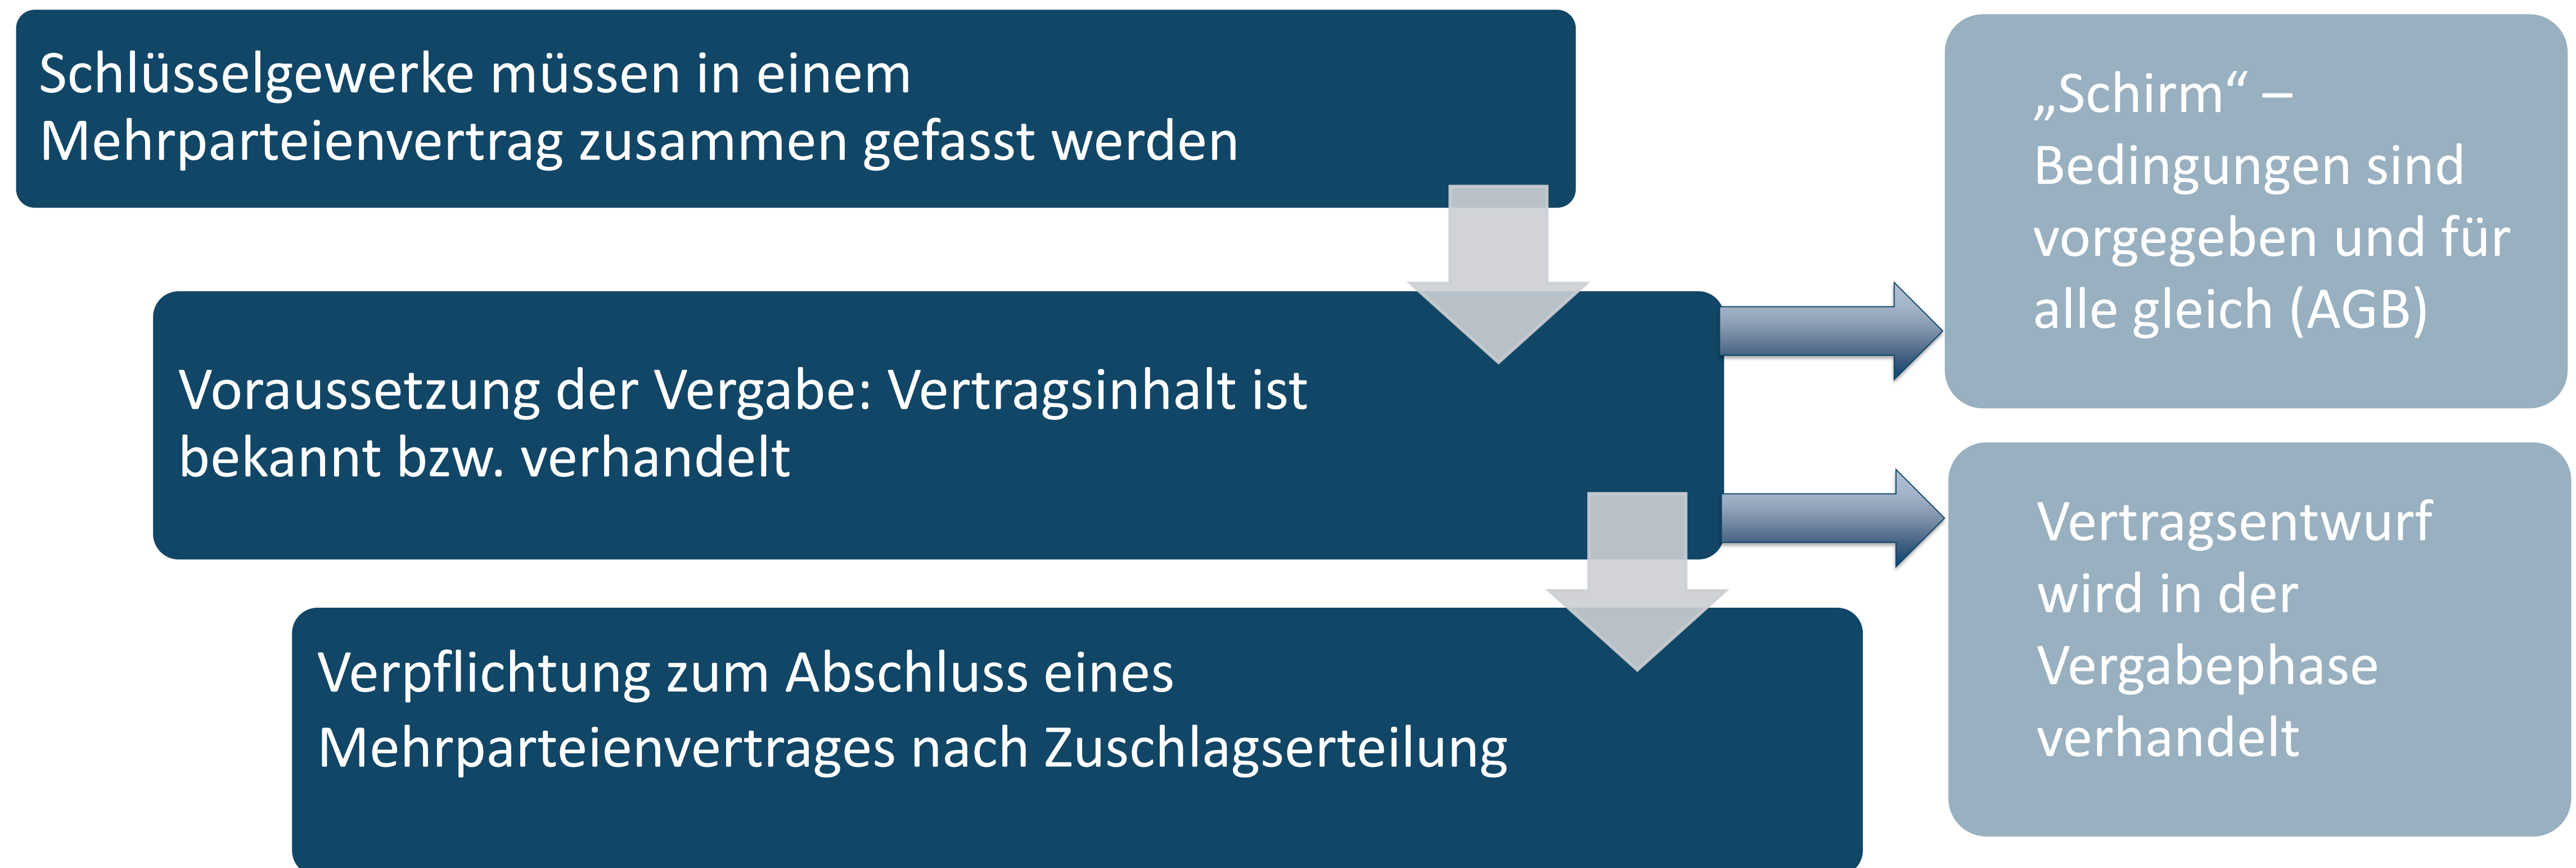 Schlüsselgewerke müssen in einem
Mehrparteienvertrag zusammen gefasst werden
Voraussetzung der Vergabe: Vertragsinhalt ist
bekannt bzw. verhandelt
Verpflichtung zum Abschluss eines
Mehrparteienvertrages nach Zuschlagserteilung
„Schirm“ –
Bedingungen sind
vorgegeben und für
alle gleich (AGB)
Vertragsentwurf
wird in der
Vergabephase
verhandelt